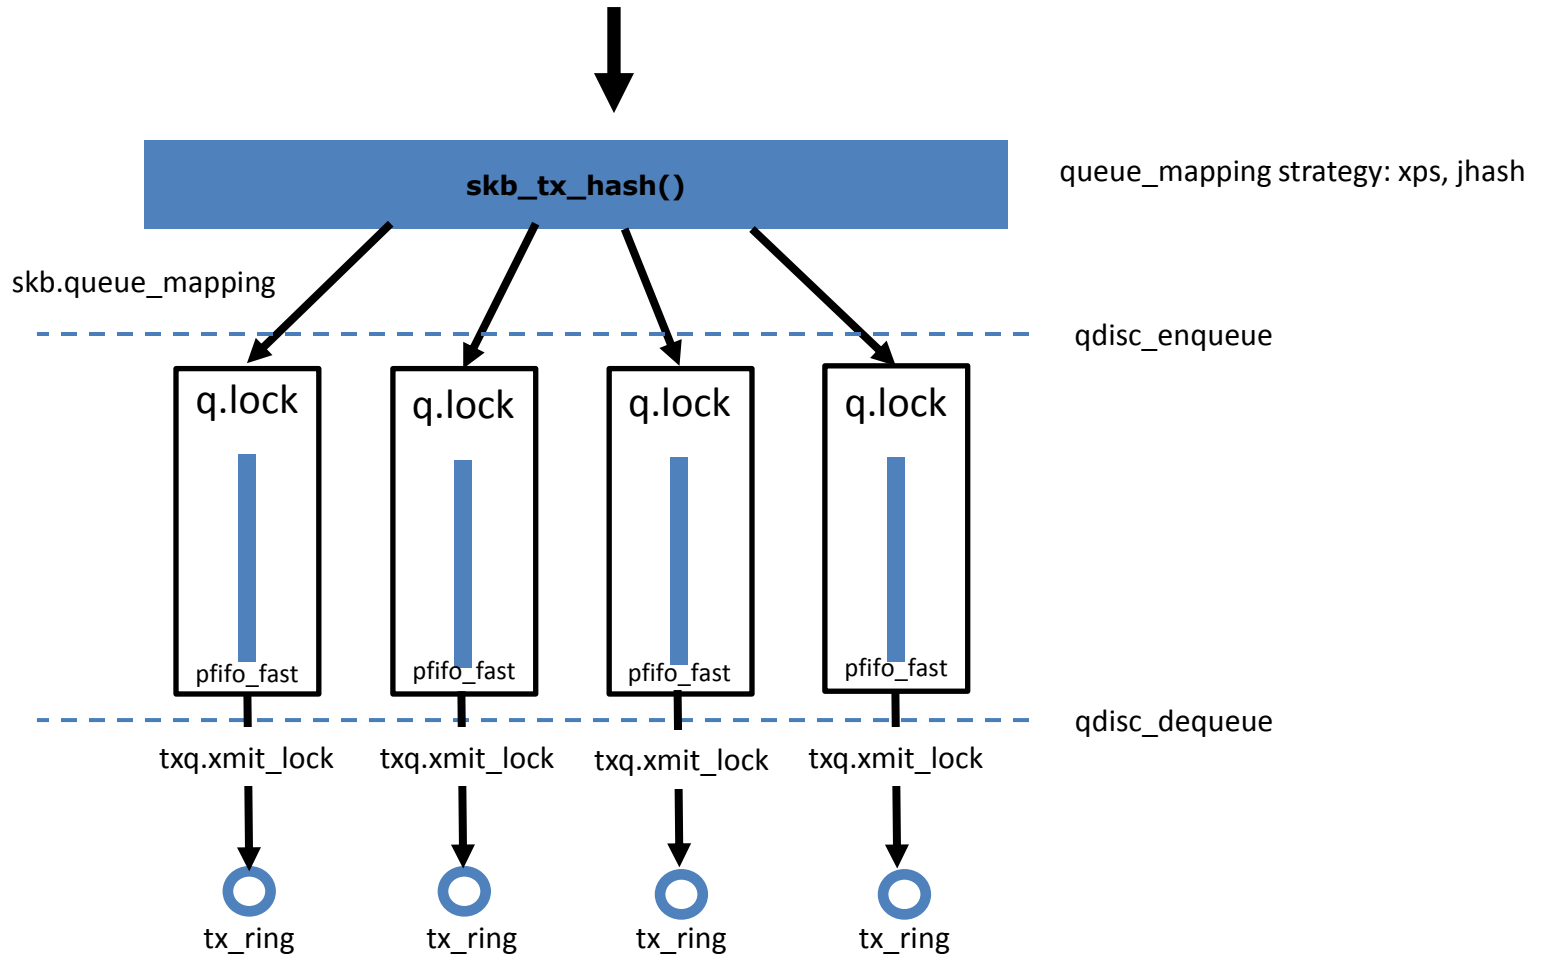 queue_mapping strategy: xps, jhash
skb_tx_hash()
skb.queue_mapping
qdisc_enqueue
q.lock
q.lock
q.lock
q.lock
pfifo_fast
pfifo_fast
pfifo_fast
pfifo_fast
qdisc_dequeue
txq.xmit_lock
txq.xmit_lock
txq.xmit_lock
txq.xmit_lock
tx_ring
tx_ring
tx_ring
tx_ring